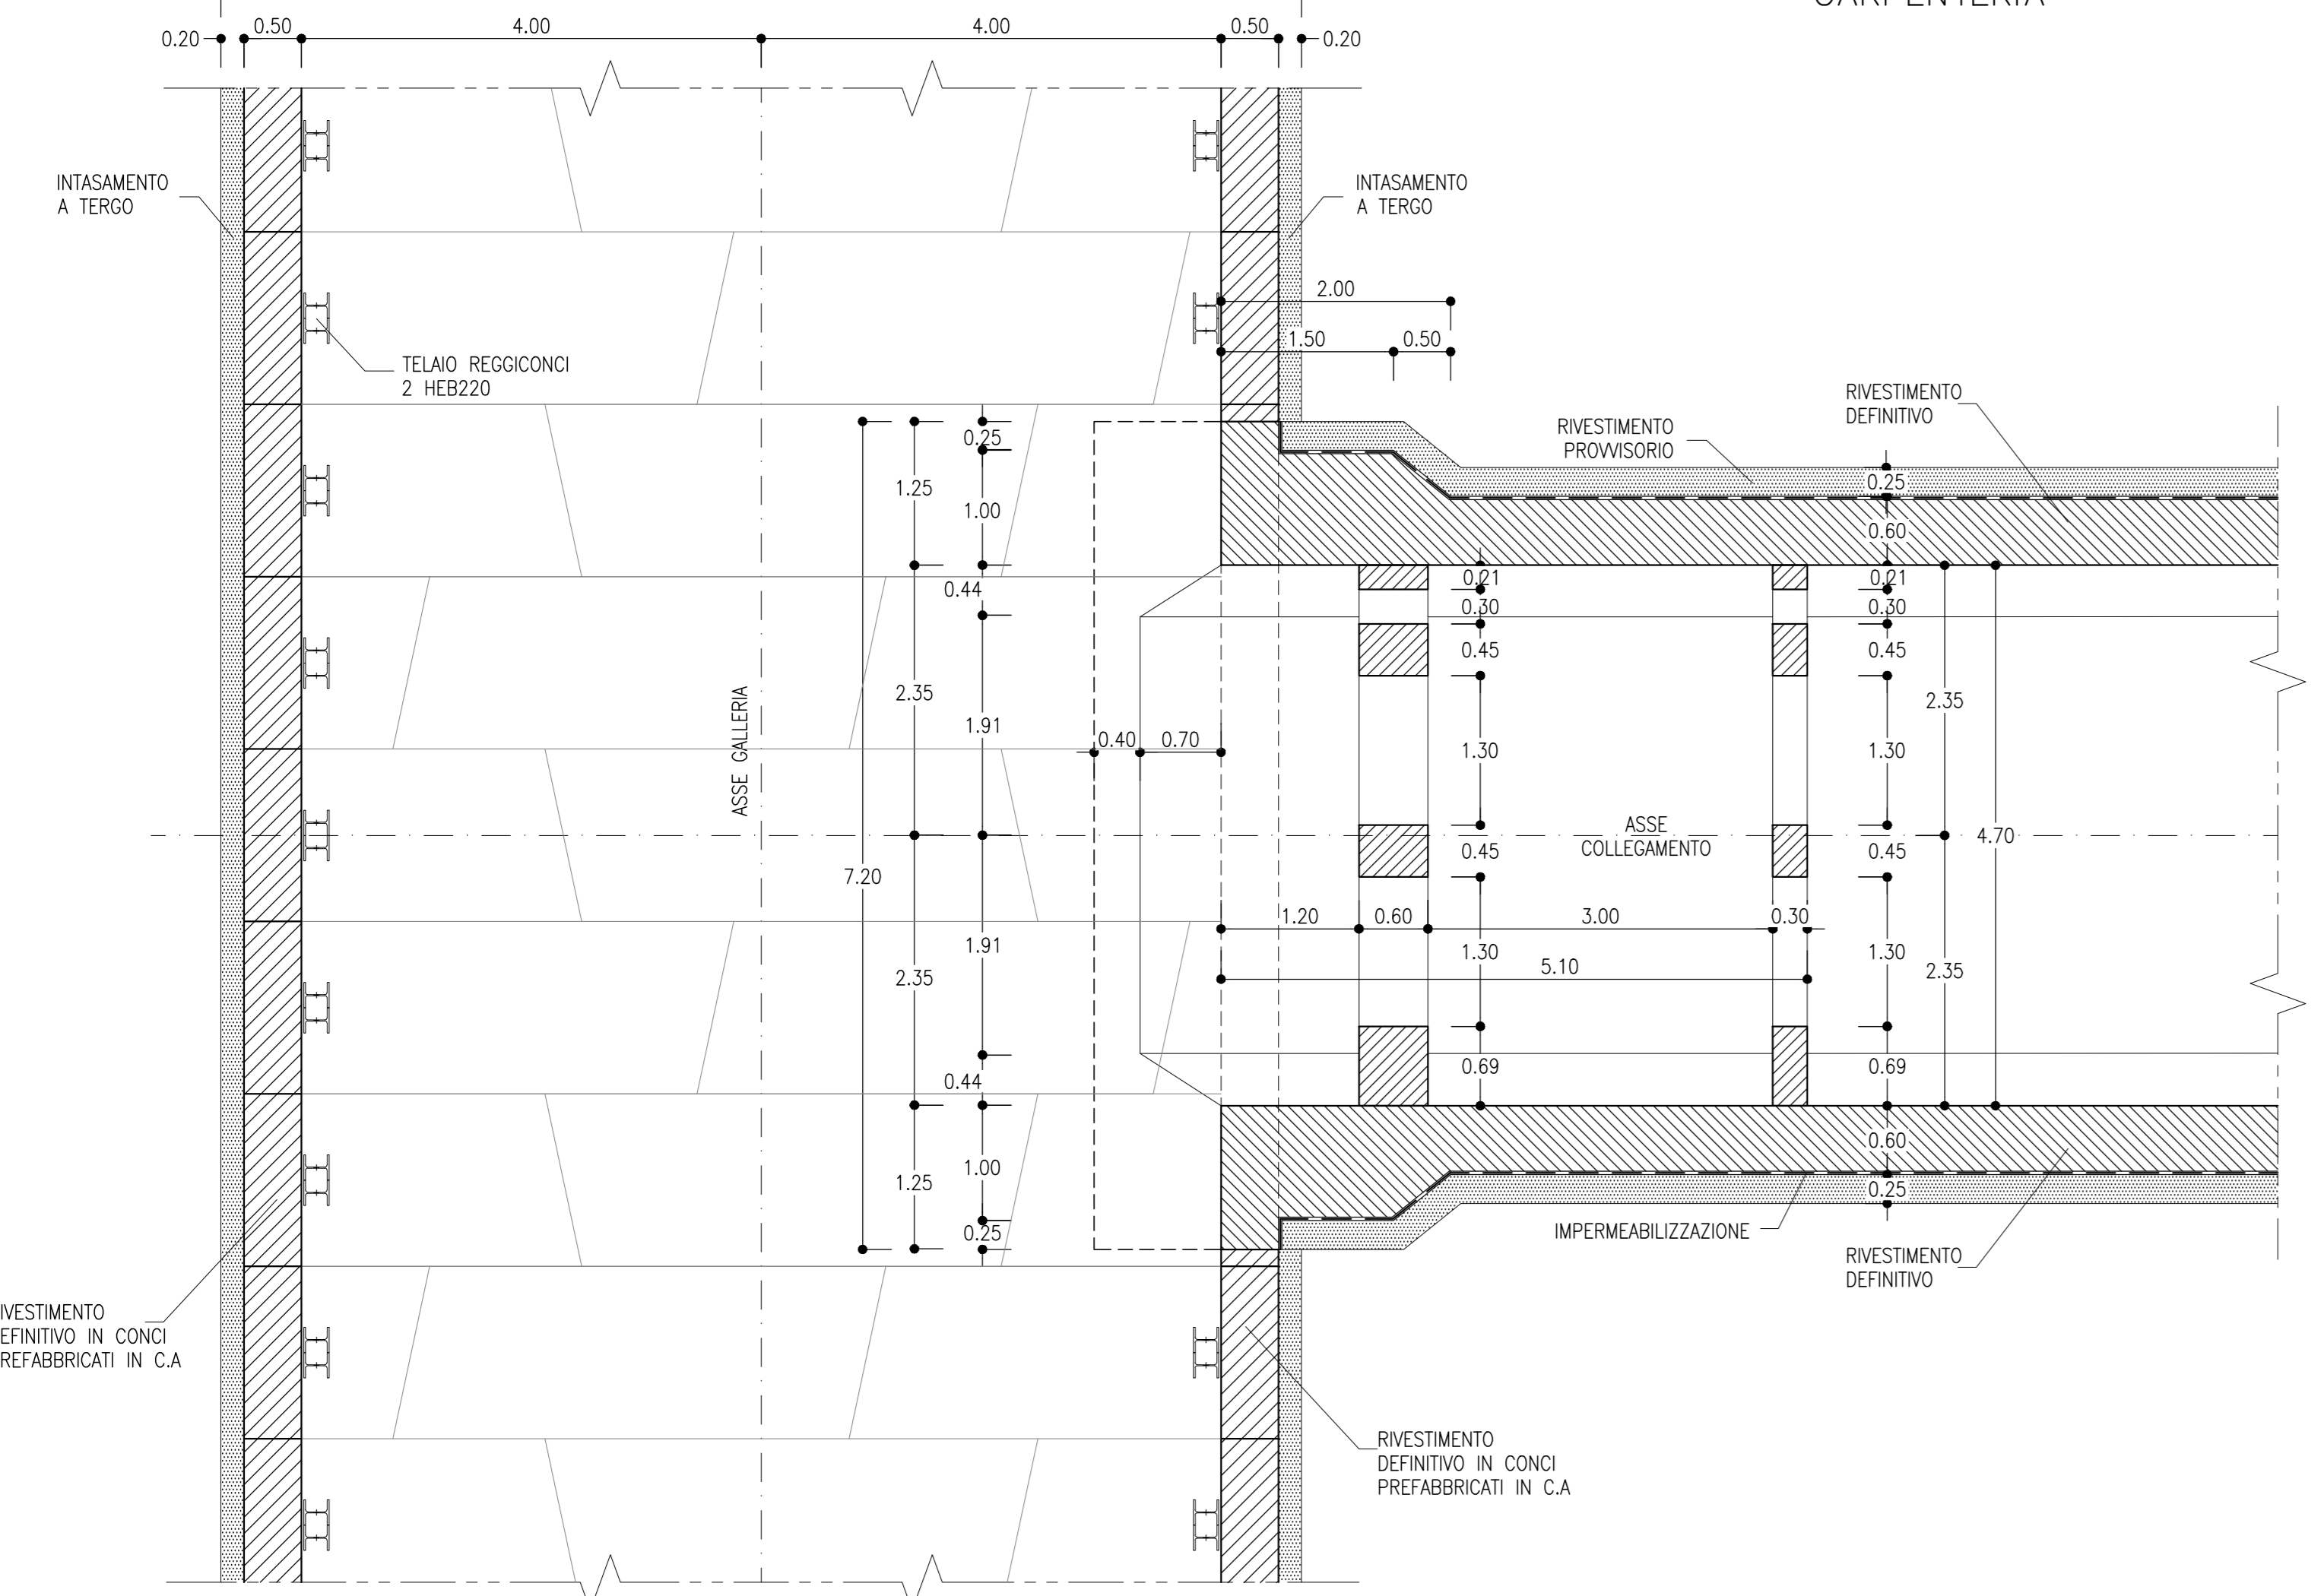 CARPENTERIA
0.20
0.50
4.00
4.00
0.50
0.20
INTASAMENTO
A TERGO
INTASAMENTO
A TERGO
2.00
1.50
0.50
TELAIO REGGICONCI
2 HEB220
RIVESTIMENTO
DEFINITIVO
RIVESTIMENTO
PROVVISORIO
0.25
1.25
1.00
0.25
0.60
0.44
0.21
0.30
0.21
0.30
0.45
0.45
2.35
2.35
1.91
ASSE GALLERIA
0.40
0.70
1.30
1.30
ASSE
COLLEGAMENTO
4.70
0.45
0.45
7.20
1.20
0.60
3.00
0.30
1.91
1.30
1.30
2.35
5.10
2.35
0.44
0.69
0.69
1.25
1.00
0.60
0.25
0.25
IMPERMEABILIZZAZIONE
RIVESTIMENTO
DEFINITIVO
IVESTIMENTO
EFINITIVO IN CONCI
REFABBRICATI IN C.A
RIVESTIMENTO
DEFINITIVO IN CONCI
PREFABBRICATI IN C.A